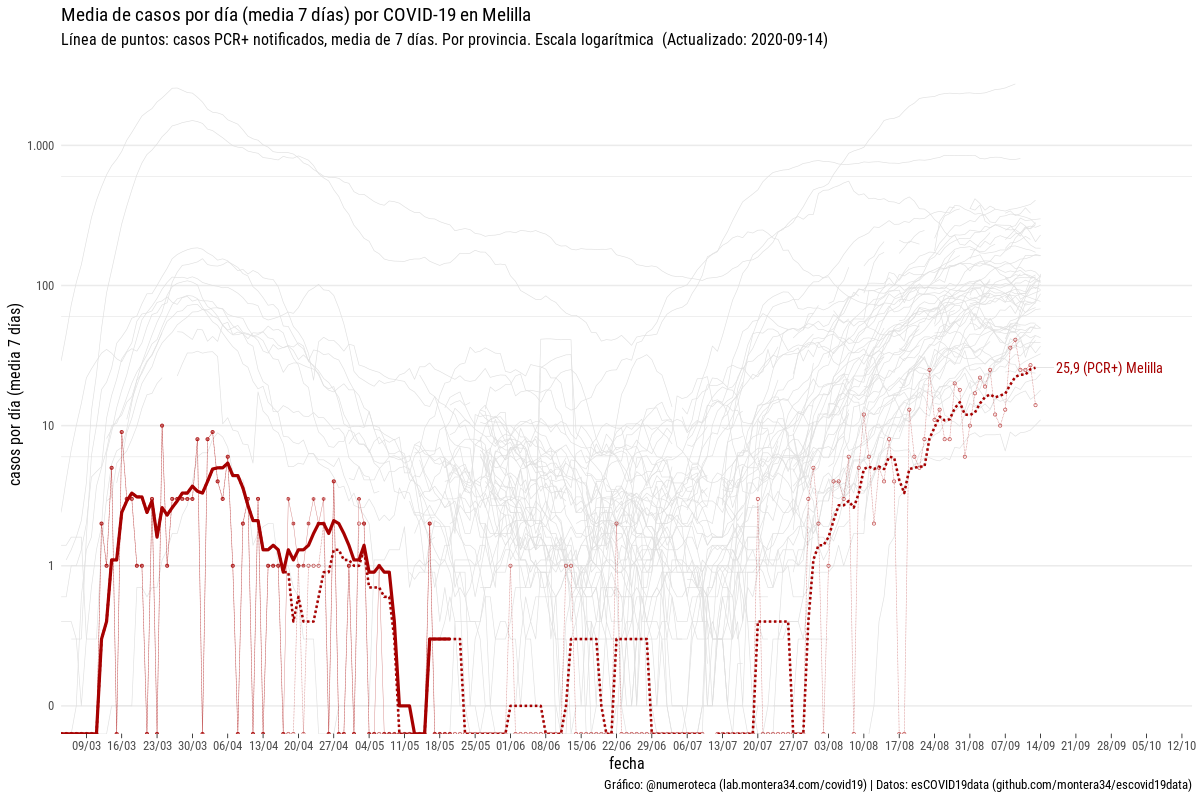 Media de casos por día (media 7 días) por COVID-19 en Melilla
Línea de puntos: casos PCR+ notificados, media de 7 días. Por provincia. Escala logarítmica (Actualizado: 2020-09-14)
casos por día (media 7 días)
1.000
100
10
1
0
25,9 (PCR+) Melilla
09/03 16/03 23/03 30/03 06/04 13/04 20/04 27/04 04/05 11/05 18/05 25/05 01/06 08/06 15/06 22/06 29/06 06/07 13/07 20/07 27/07 03/08 10/08 17/08 24/08 31/08 07/09 14/09 21/09 28/09 05/10 12/10
fecha
Gráfico: @numeroteca (lab.montera34.com/covid19) | Datos: esCOVID19data (github.com/montera34/escovid19data)